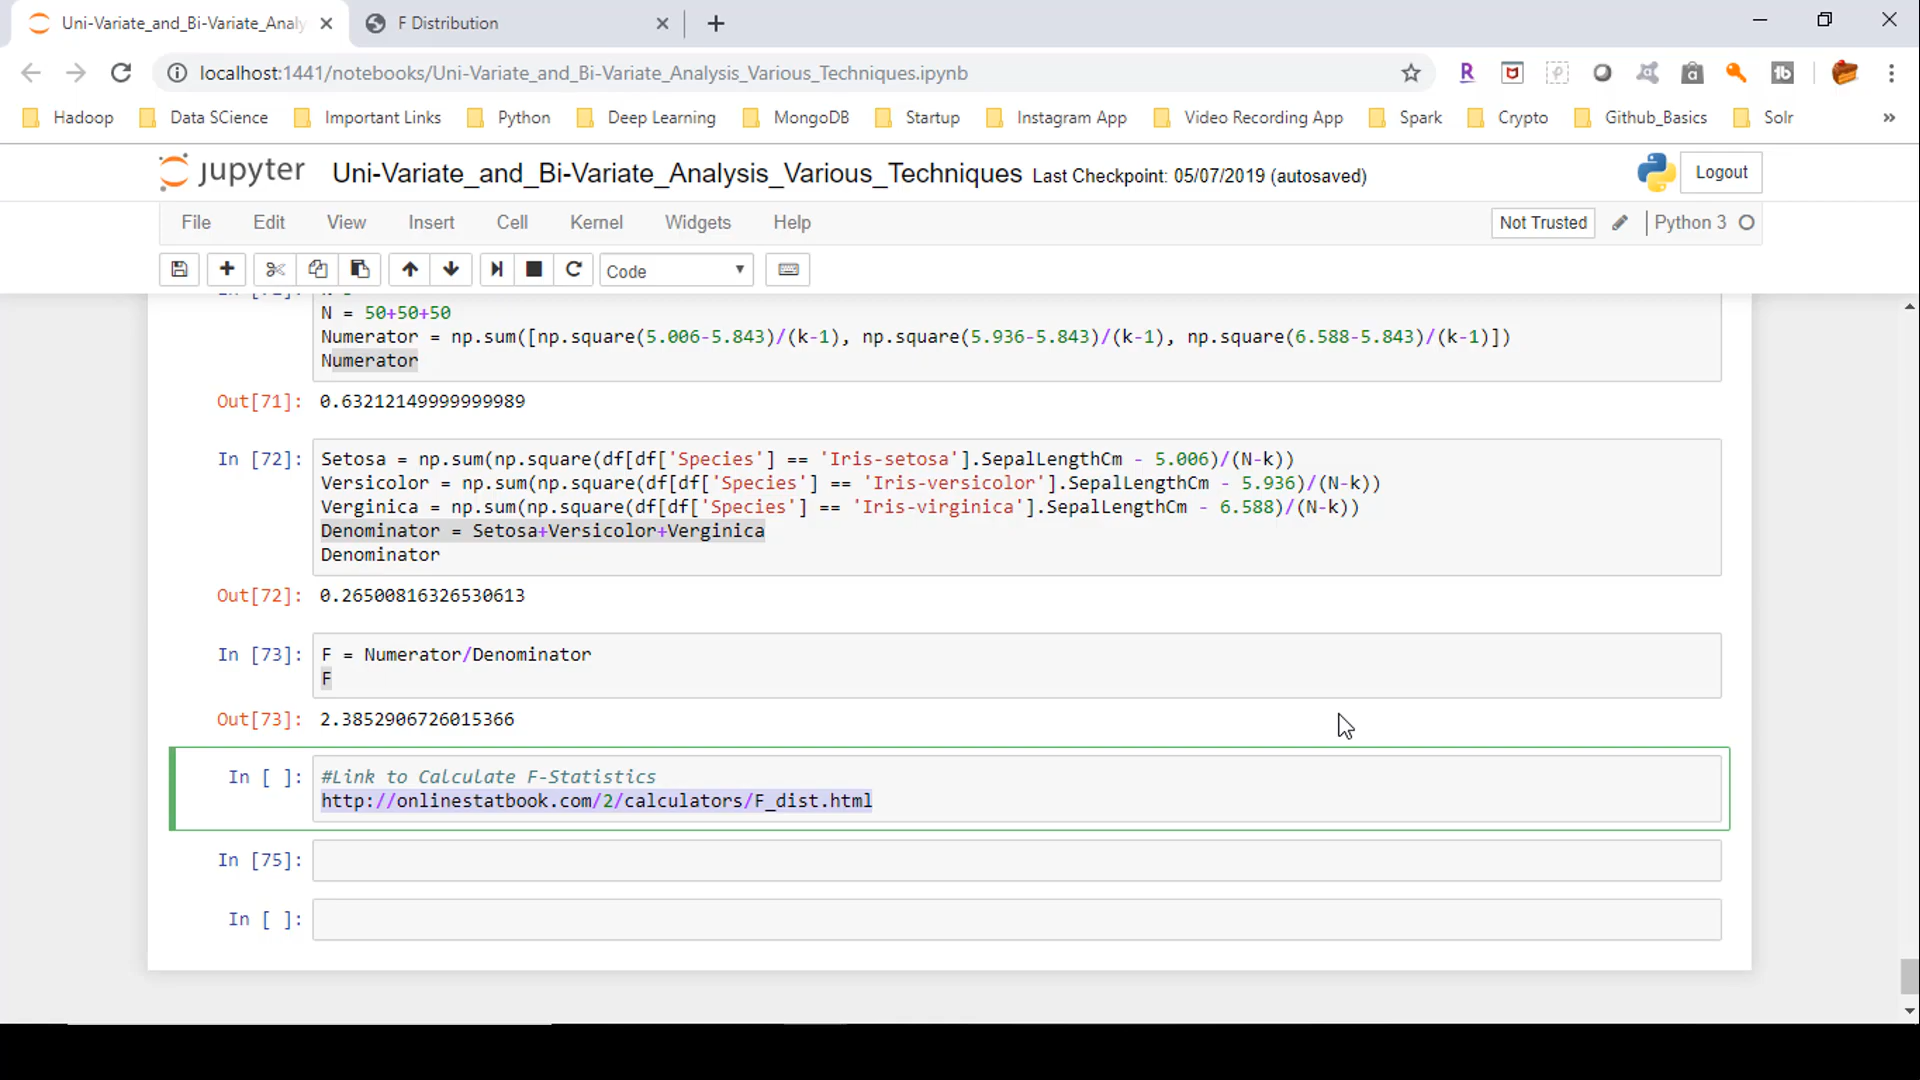 Uni-Variate_and_Bi-Variate_Analy
F Distribution
localhost:1441/notebooks/Uni-Variate_and_Bi-Variate_Analysis_Various_Techniques.ipynb
Hadoop Data SCience Important Links Python Deep Learning MongoDB Startup Instagram App Video Recording App Spark Crypto Github_Basics Solr »
jupyter Uni-Variate_and_Bi-Variate_Analysis_Various_Techniques Last Checkpoint: 05/07/2019 (autosaved) Logout
File Edit View Insert Cell Kernel Widgets Help Not Trusted Python 3
Code
N = 50+50+50
Numerator = np.sum([np.square(5.006-5.843)/(k-1), np.square(5.936-5.843)/(k-1), np.square(6.588-5.843)/(k-1)])
Numerator
Out[71]: 0.63212149999999989
In [72]: Setosa = np.sum(np.square(df[df['Species'] == 'Iris-setosa'].SepalLengthCm - 5.006)/(N-k))
Versicolor = np.sum(np.square(df[df['Species'] == 'Iris-versicolor'].SepalLengthCm - 5.936)/(N-k))
Verginica = np.sum(np.square(df[df['Species'] == 'Iris-virginica'].SepalLengthCm - 6.588)/(N-k))
Denominator = Setosa+Versicolor+Verginica
Denominator
Out[72]: 0.26500816326530613
In [73]: F = Numerator/Denominator
F
Out[73]: 2.3852906726015366
In [ ]: #Link to Calculate F-Statistics
http://onlinestatbook.com/2/calculators/F_dist.html
In [75]:
In [ ]: